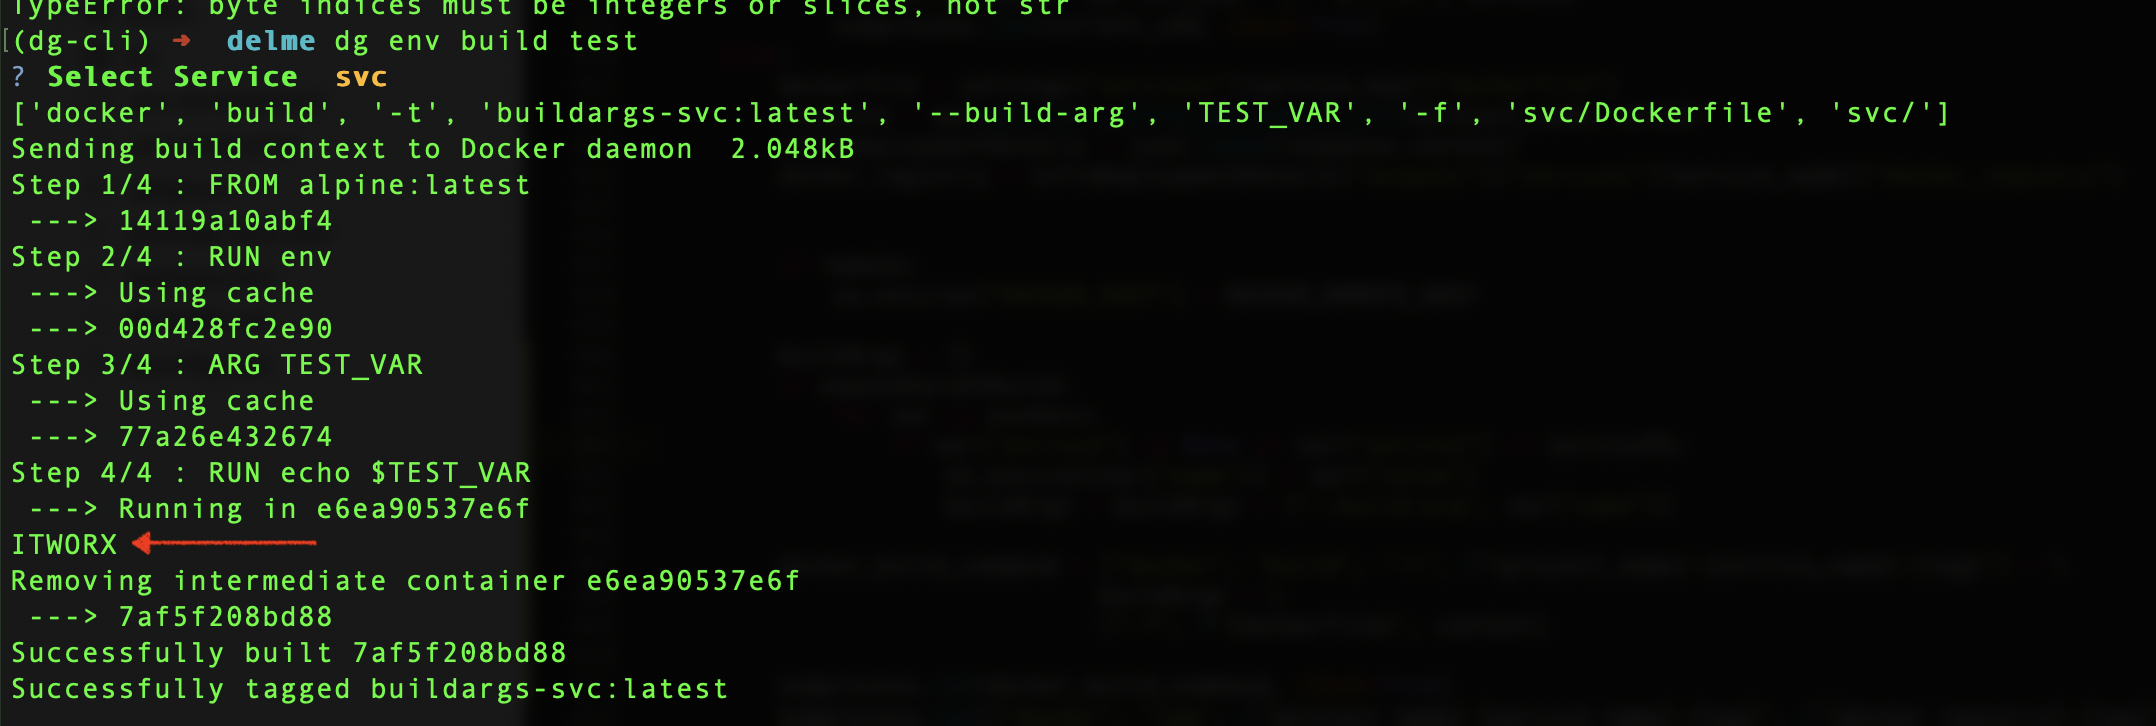 TypeError: byte indices must be integers or slices, not str
[(dg-cli) ➜  delme dg env build test
? Select Service  svc
['docker', 'build', '-t', 'buildargs-svc:latest', '--build-arg', 'TEST_VAR', '-f', 'svc/Dockerfile', 'svc/']
Sending build context to Docker daemon  2.048kB
Step 1/4 : FROM alpine:latest
 ---> 14119a10abf4
Step 2/4 : RUN env
 ---> Using cache
 ---> 00d428fc2e90
Step 3/4 : ARG TEST_VAR
 ---> Using cache
 ---> 77a26e432674
Step 4/4 : RUN echo $TEST_VAR
 ---> Running in e6ea90537e6f
ITWORX
Removing intermediate container e6ea90537e6f
 ---> 7af5f208bd88
Successfully built 7af5f208bd88
Successfully tagged buildargs-svc:latest